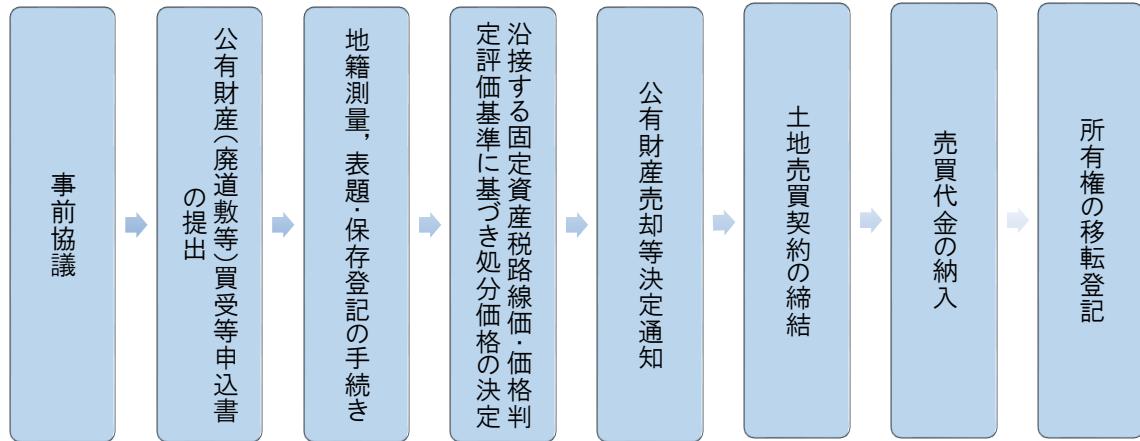 事前協議
公有財産（廃道敷等）買受等申込書
の提出
地籍測量，表題・保存登記の手続き
沿接する固定資産税路線価・価格判
定評価基準に基づき処分価格の決定
公有財産売却等決定通知
土地売買契約の締結
売買代金の納入
所有権の移転登記